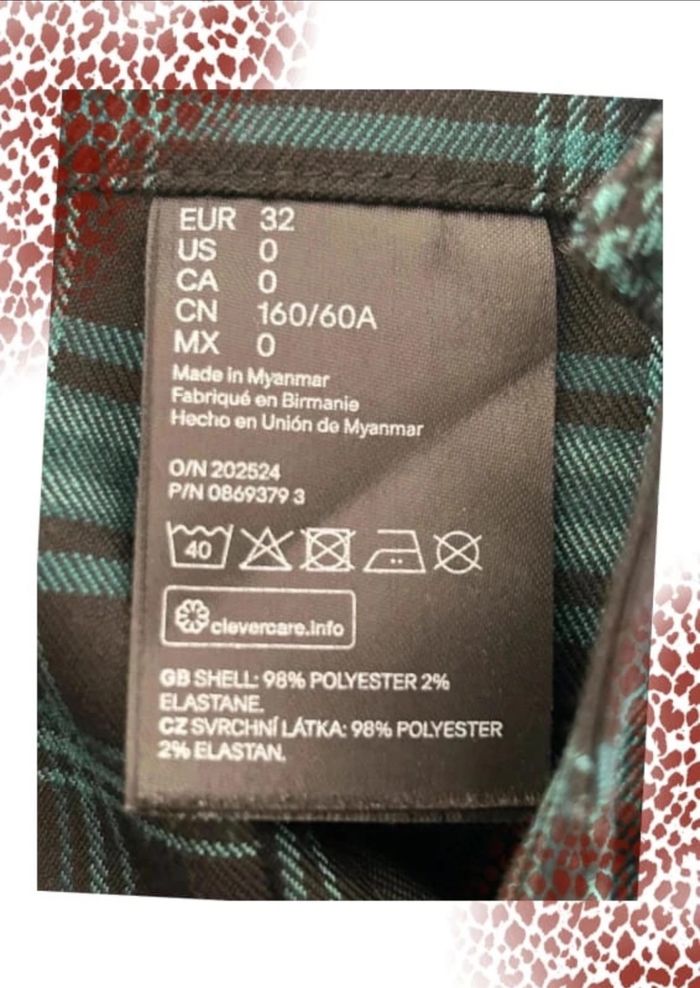 EUR 32
US 0
CA 0
CN 160/60A
MX 0
Made in Myanmar
Fabriqué en Birmanie
Hecho en Unión de Myanmar
O/N 202524
P/N 0869379 3
40
clevercare.info
GB SHELL: 98% POLYESTER 2%
ELASTANE.
CZ SVRCHNÍ LÁTKA: 98% POLYESTER
2% ELASTAN.